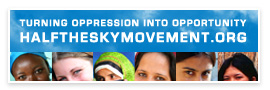 TURNING OPPRESSION INTO OPPORTUNITY
HALFTHESKYMOVEMENT.ORG